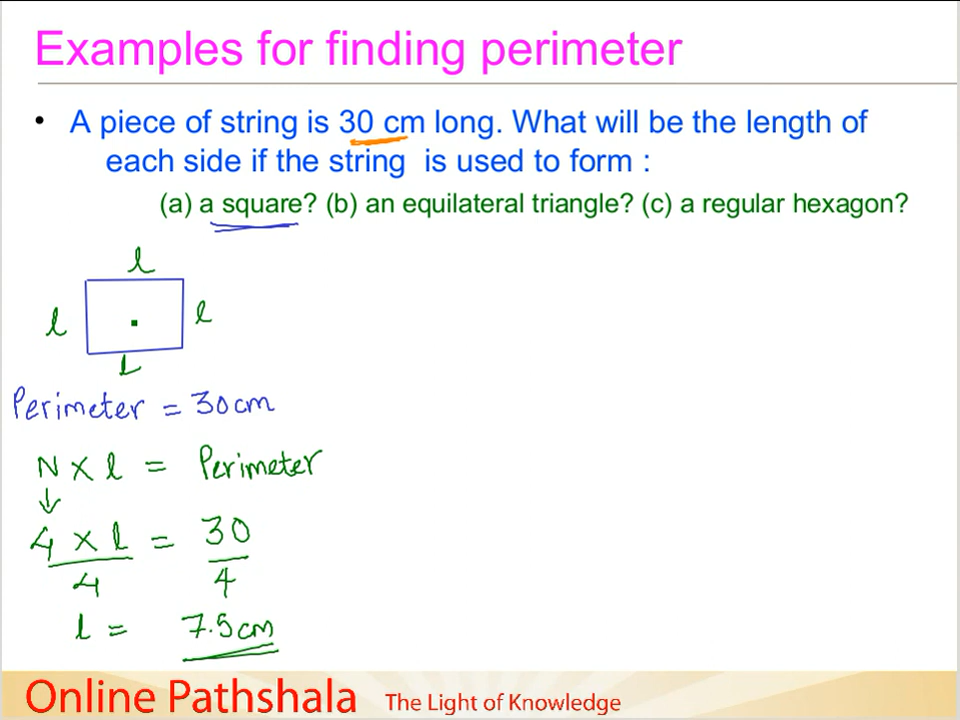 Examples for finding perimeter
• A piece of string is 30 cm long. What will be the length of
each side if the string is used to form :
(a) a square? (b) an equilateral triangle? (c) a regular hexagon?
l
l l
L
Perimeter = 30cm
N × l = Perimeter
↓
4 × l = 30
4 4
l = 7.5cm
Online Pathshala The Light of Knowledge